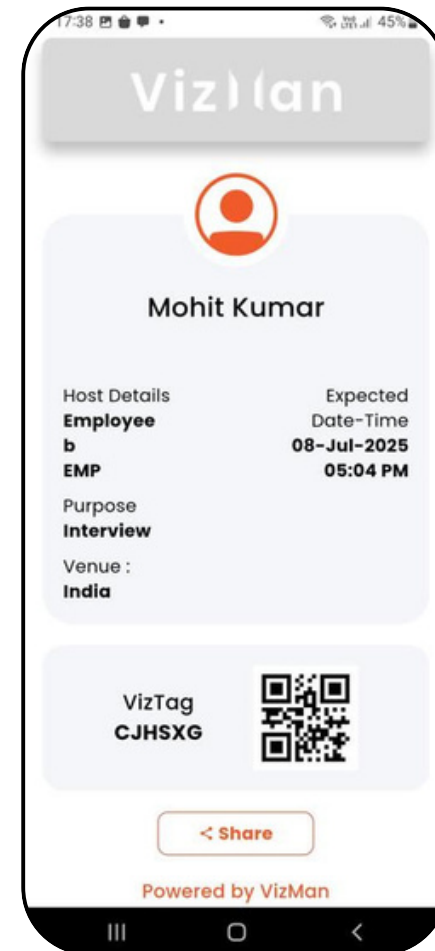 17:38
45%
VizMan
Mohit Kumar
Host Details
Employee
b
EMP
Expected
Date-Time
08-Jul-2025
05:04 PM
Purpose
Interview
Venue :
India
VizTag
CJHSXG
Share
Powered by VizMan